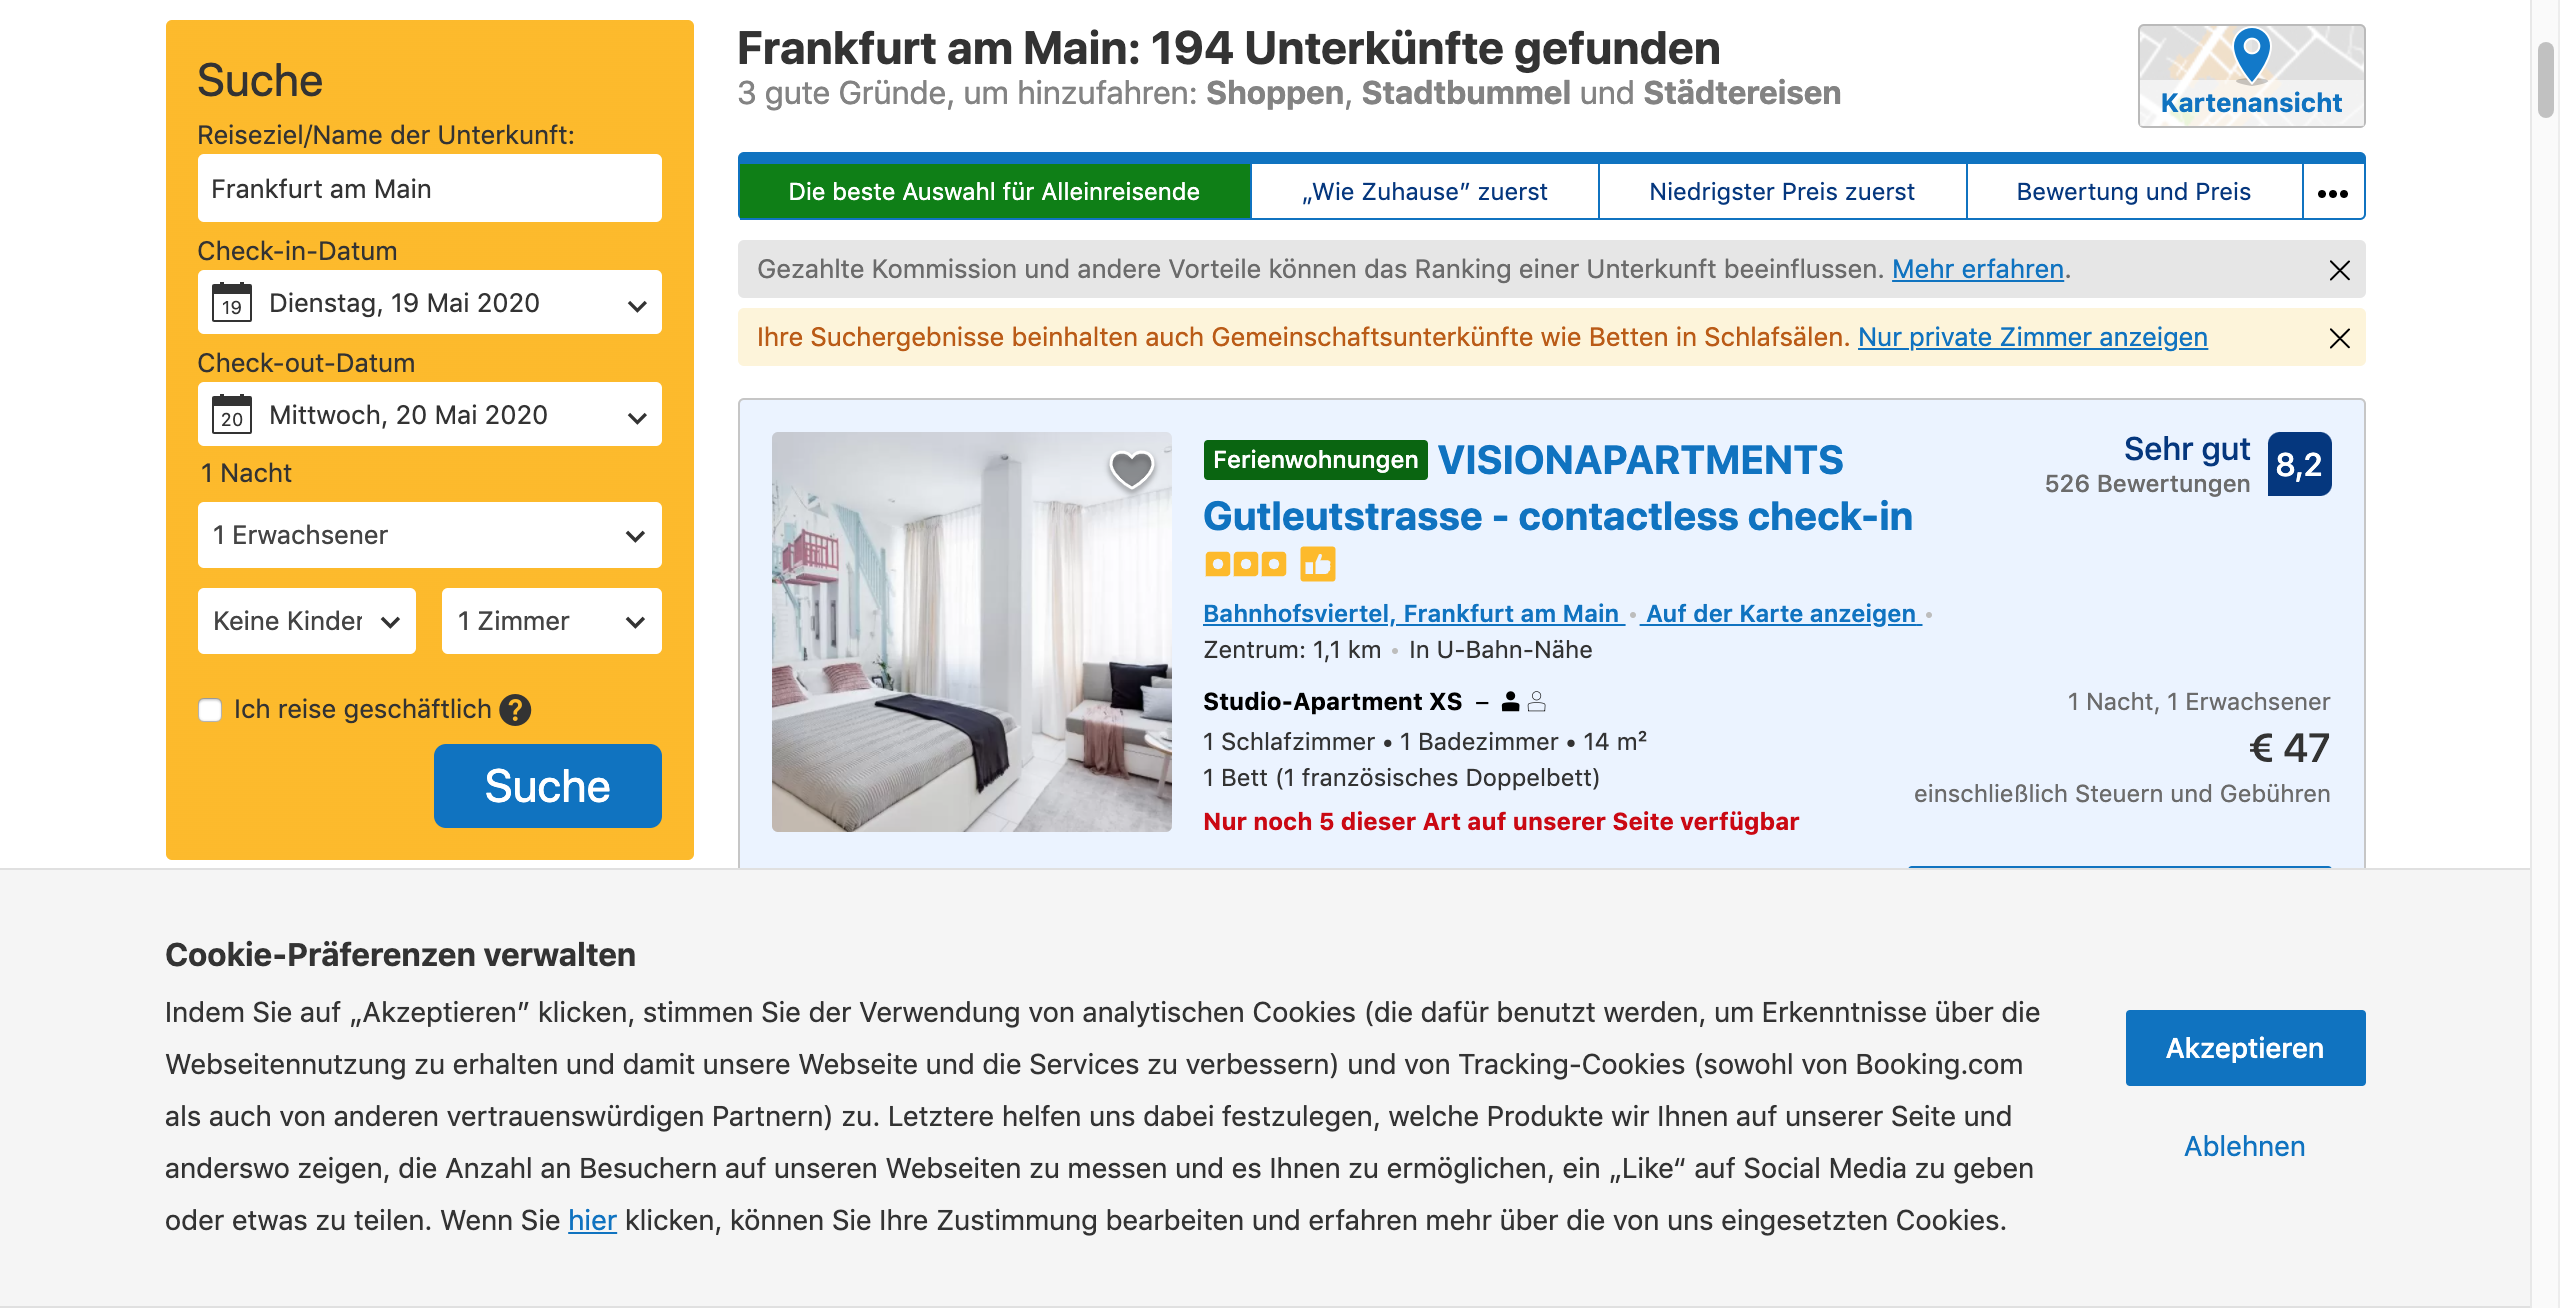 Suche
Reiseziel/Name der Unterkunft:
Frankfurt am Main
Check-in-Datum
19 Dienstag, 19 Mai 2020
Check-out-Datum
20 Mittwoch, 20 Mai 2020
1 Nacht
1 Erwachsener
Keine Kinder 1 Zimmer
Ich reise geschäftlich ?
Suche
Frankfurt am Main: 194 Unterkünfte gefunden
3 gute Gründe, um hinzufahren: Shoppen, Stadtbummel und Städtereisen
Kartenansicht
Die beste Auswahl für Alleinreisende „Wie Zuhause” zuerst Niedrigster Preis zuerst Bewertung und Preis •••
Gezahlte Kommission und andere Vorteile können das Ranking einer Unterkunft beeinflussen. Mehr erfahren.
Ihre Suchergebnisse beinhalten auch Gemeinschaftsunterkünfte wie Betten in Schlafsälen. Nur private Zimmer anzeigen
Ferienwohnungen VISIONAPARTMENTS
Gutleutstrasse - contactless check-in
Sehr gut 8,2
526 Bewertungen
Bahnhofsviertel, Frankfurt am Main • Auf der Karte anzeigen •
Zentrum: 1,1 km • In U-Bahn-Nähe
Studio-Apartment XS –
1 Schlafzimmer • 1 Badezimmer • 14 m²
1 Bett (1 französisches Doppelbett)
Nur noch 5 dieser Art auf unserer Seite verfügbar
1 Nacht, 1 Erwachsener
€ 47
einschließlich Steuern und Gebühren
Cookie-Präferenzen verwalten
Indem Sie auf „Akzeptieren” klicken, stimmen Sie der Verwendung von analytischen Cookies (die dafür benutzt werden, um Erkenntnisse über die
Webseitennutzung zu erhalten und damit unsere Webseite und die Services zu verbessern) und von Tracking-Cookies (sowohl von Booking.com
als auch von anderen vertrauenswürdigen Partnern) zu. Letztere helfen uns dabei festzulegen, welche Produkte wir Ihnen auf unserer Seite und
anderswo zeigen, die Anzahl an Besuchern auf unseren Webseiten zu messen und es Ihnen zu ermöglichen, ein „Like“ auf Social Media zu geben
oder etwas zu teilen. Wenn Sie hier klicken, können Sie Ihre Zustimmung bearbeiten und erfahren mehr über die von uns eingesetzten Cookies.
Akzeptieren
Ablehnen